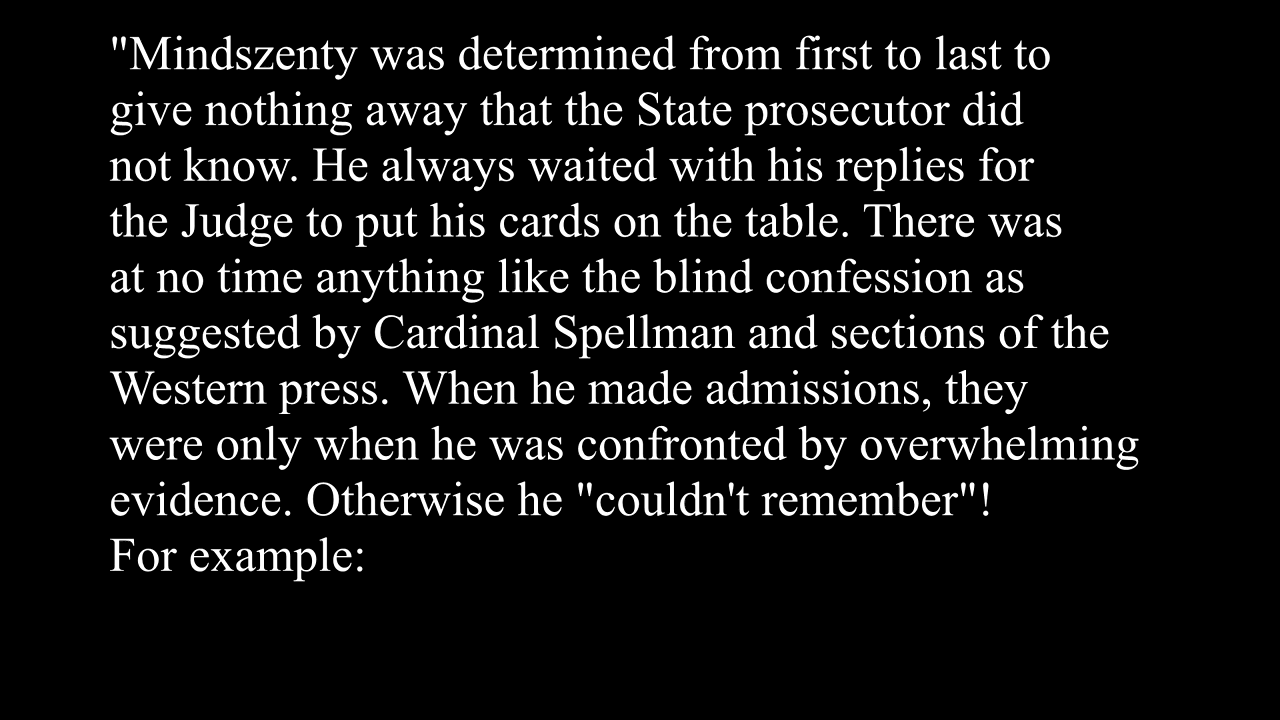 "Mindszenty was determined from first to last to
give nothing away that the State prosecutor did
not know. He always waited with his replies for
the Judge to put his cards on the table. There was
at no time anything like the blind confession as
suggested by Cardinal Spellman and sections of the
Western press. When he made admissions, they
were only when he was confronted by overwhelming
evidence. Otherwise he "couldn't remember"!
For example: